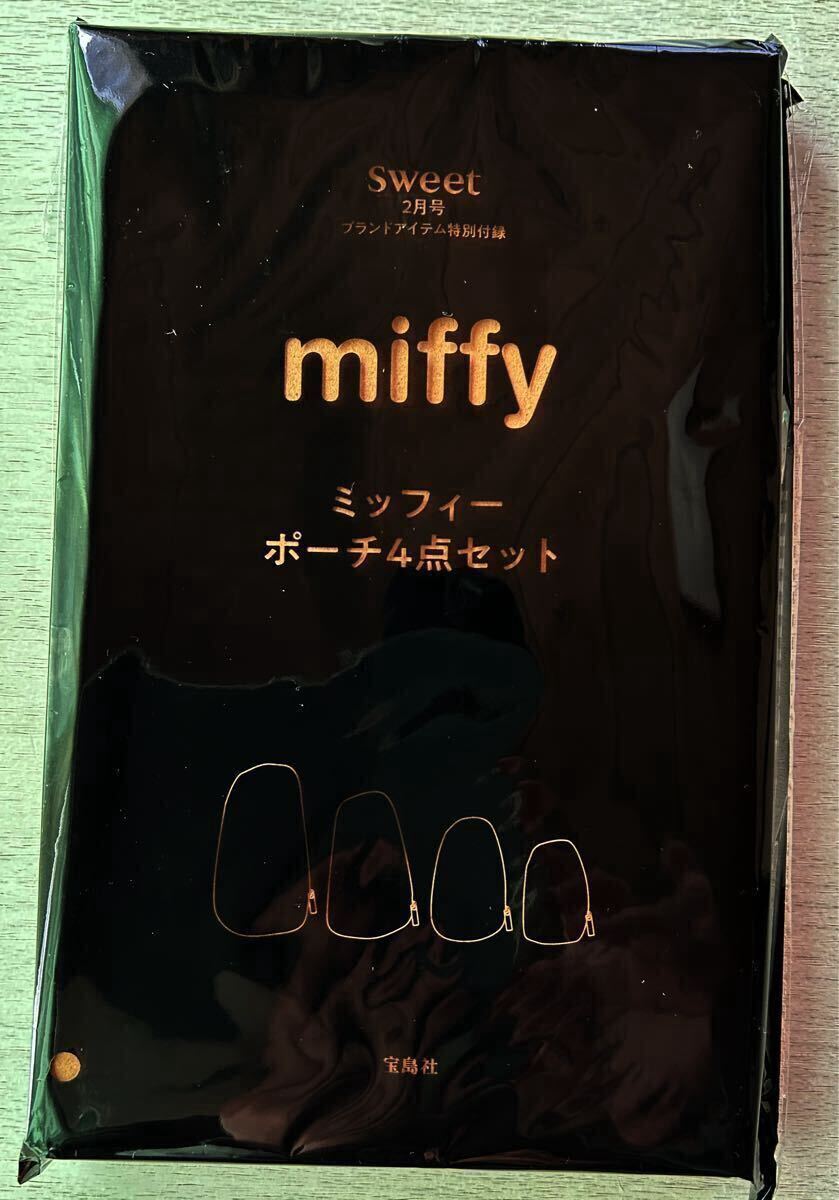 sweet
2月号
ブランドアイテム特別付録
miffy
ミッフィー
ポーチ4点セット
宝島社